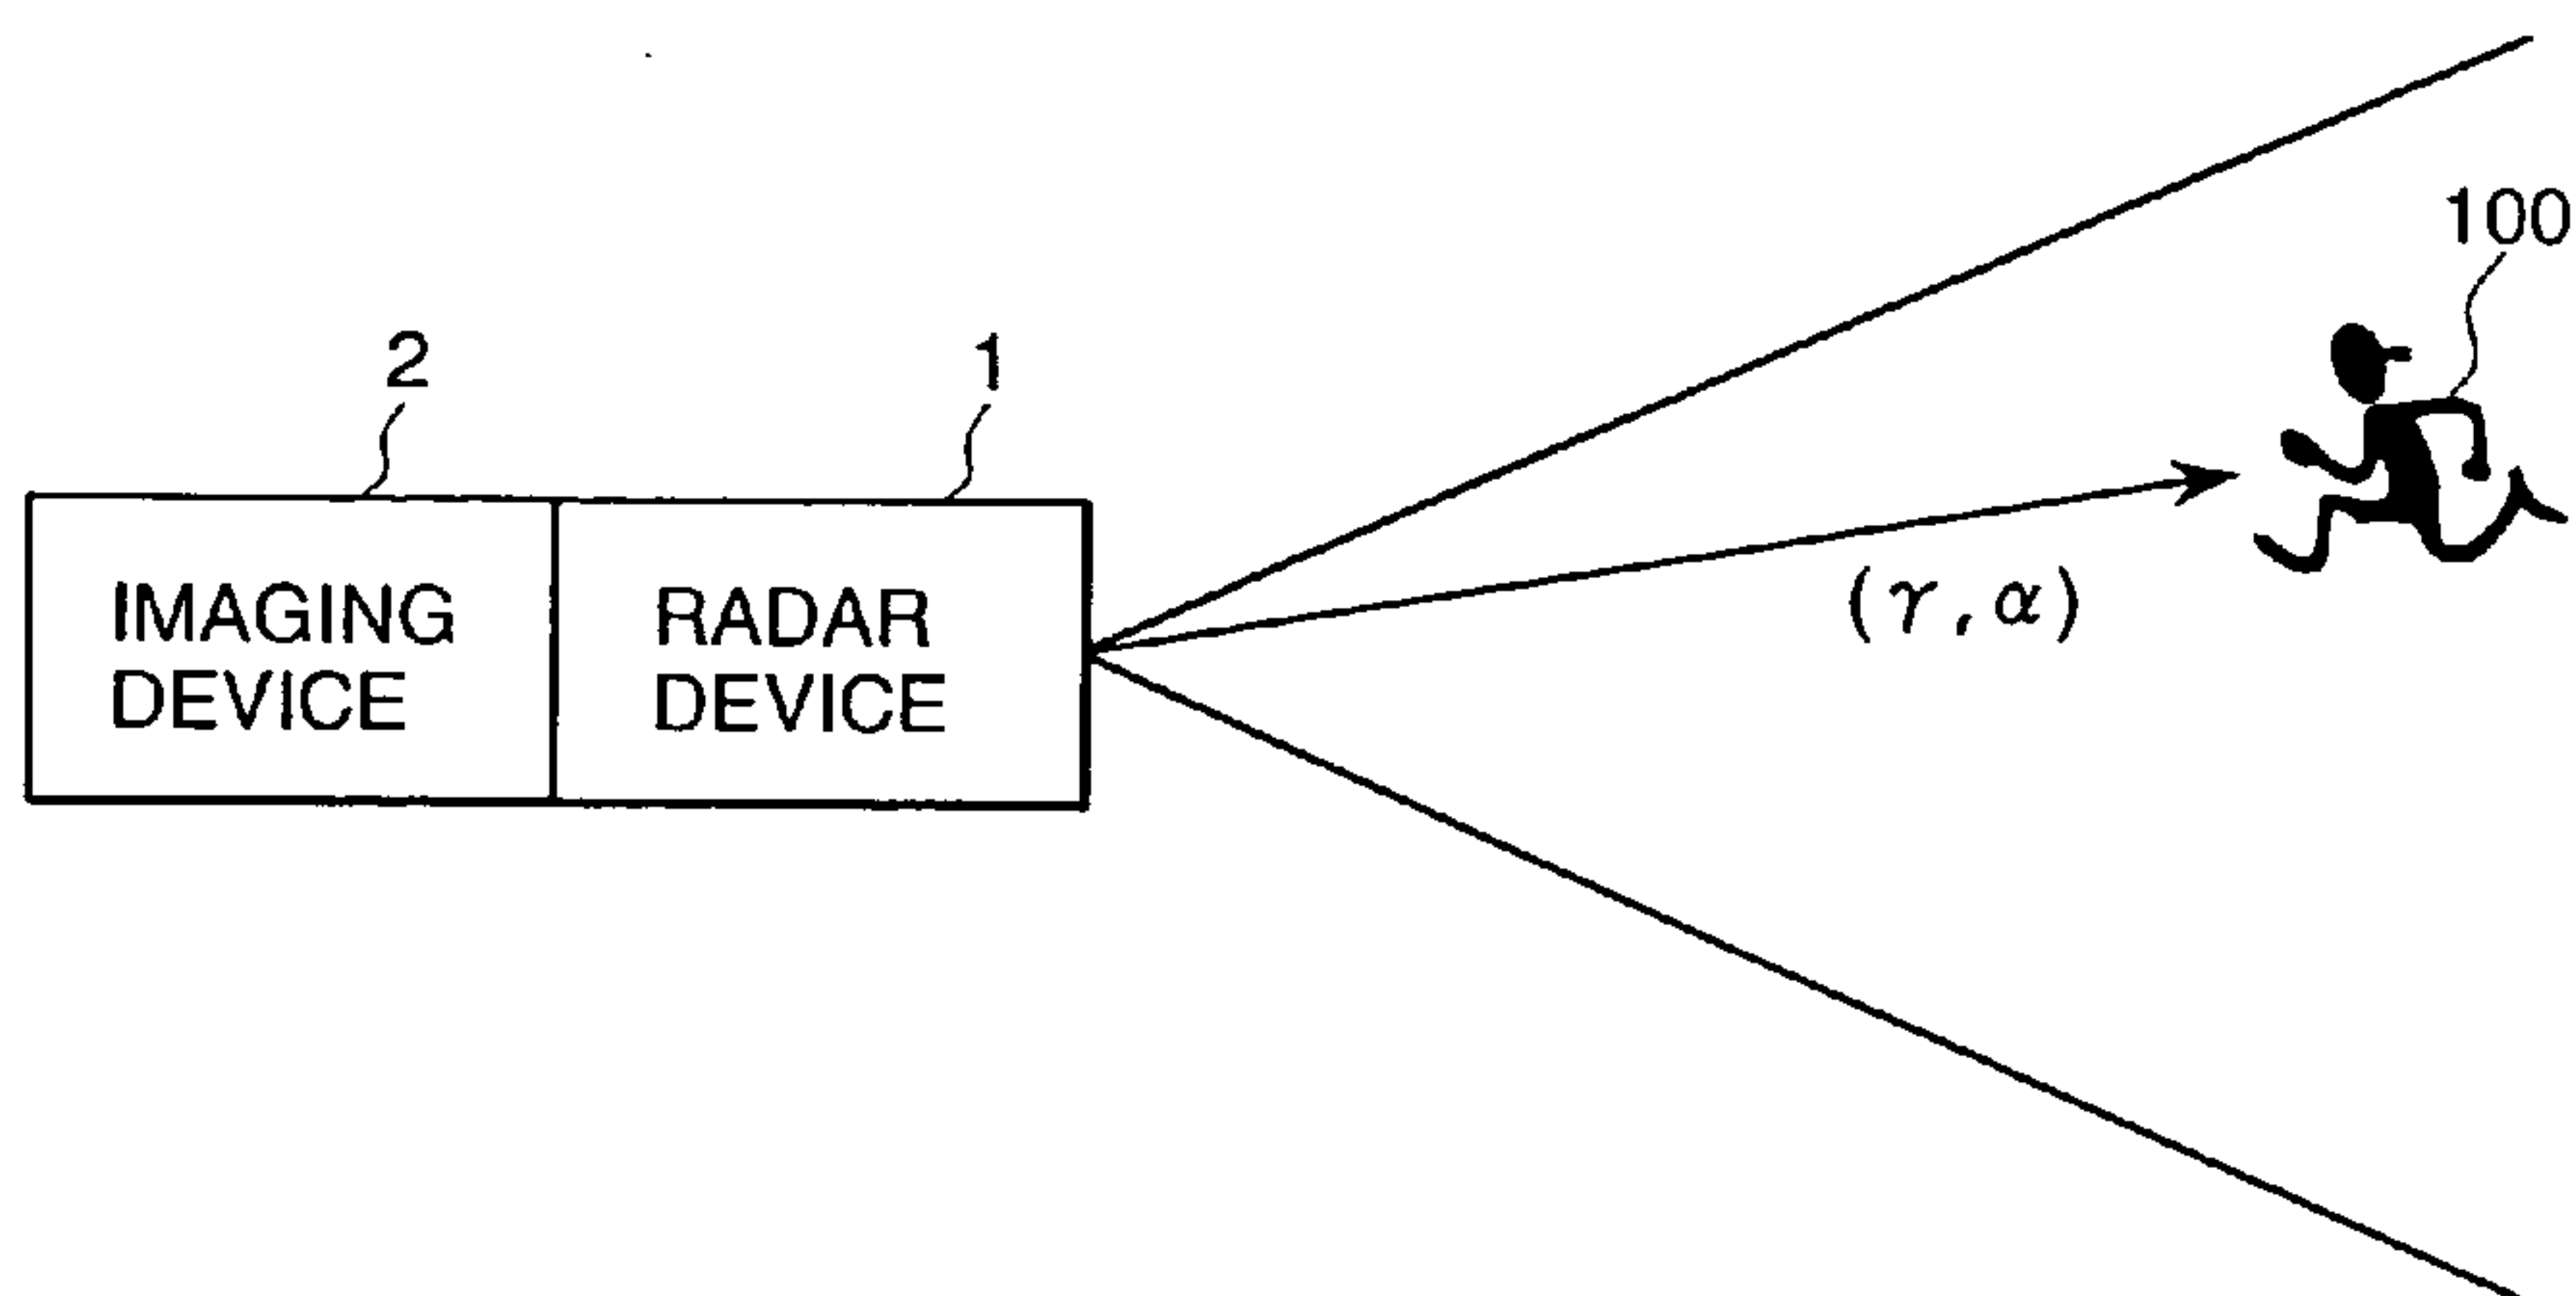 100
2
1
IMAGING
DEVICE
RADAR
DEVICE
(γ, α)